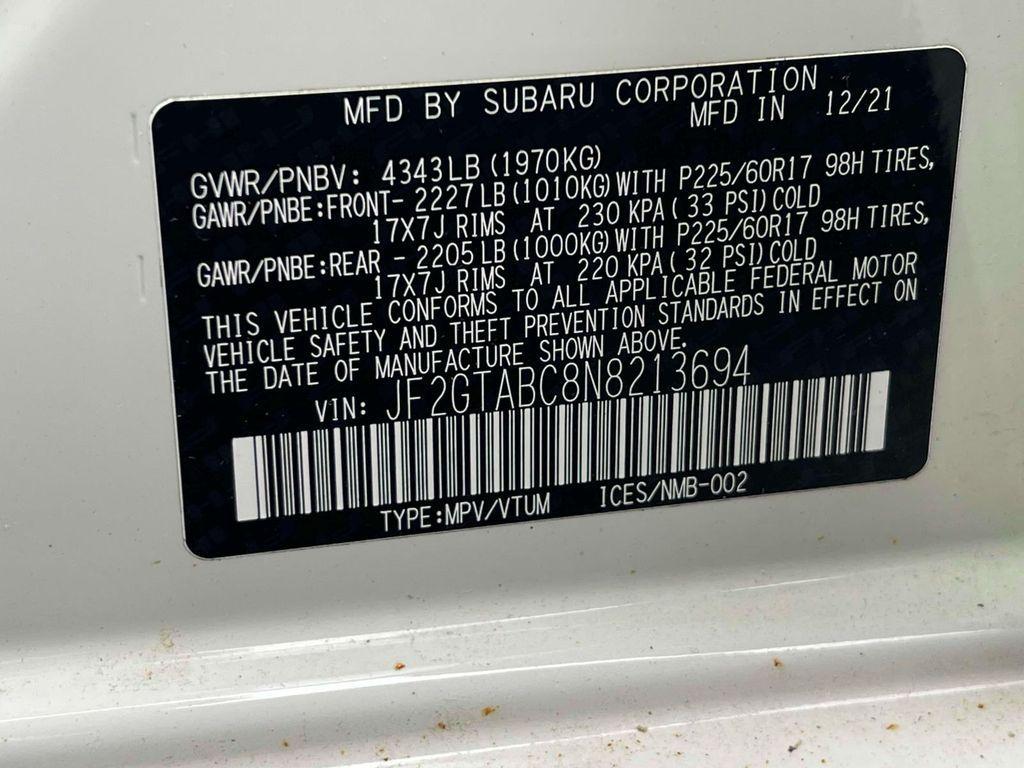 MFD BY SUBARU CORPORATION
MFD IN 12/21
GVWR/PNBV: 4343LB (1970KG)
GAWR/PNBE:FRONT- 2227LB (1010KG) WITH P225/60R17 98H TIRES,
17X7J RIMS AT 230 KPA ( 33 PSI) COLD
GAWR/PNBE:REAR - 2205LB (1000KG) WITH P225/60R17 98H TIRES,
17X7J RIMS AT 220 KPA ( 32 PSI) COLD
THIS VEHICLE CONFORMS TO ALL APPLICABLE FEDERAL MOTOR
VEHICLE SAFETY AND THEFT PREVENTION STANDARDS IN EFFECT ON
THE DATE OF MANUFACTURE SHOWN ABOVE.
VIN: JF2GTABC8N8213694
TYPE:MPV/VTUM ICES/NMB-002